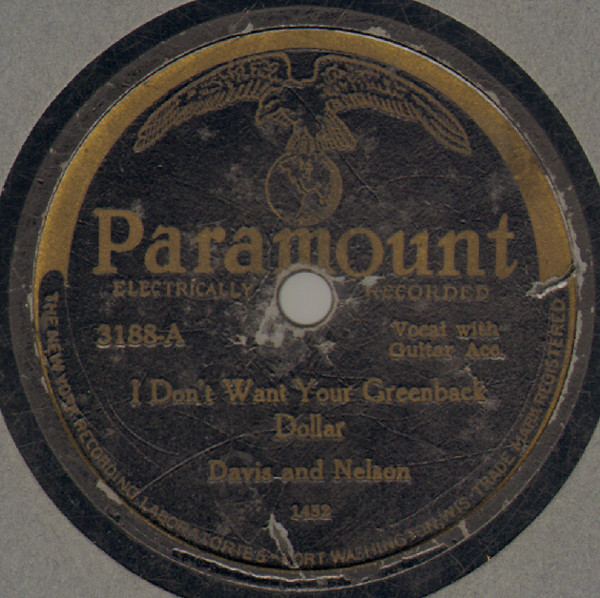 Paramount
ELECTRICALLY RECORDED
3188-A
Vocal with
Guitar Acc.
I Don't Want Your Greenback
Dollar
Davis and Nelson
1452
THE NEW YORK RECORDING LABORATORIES - PORT WASHINGTON, WIS - TRADE MARK REGISTERED